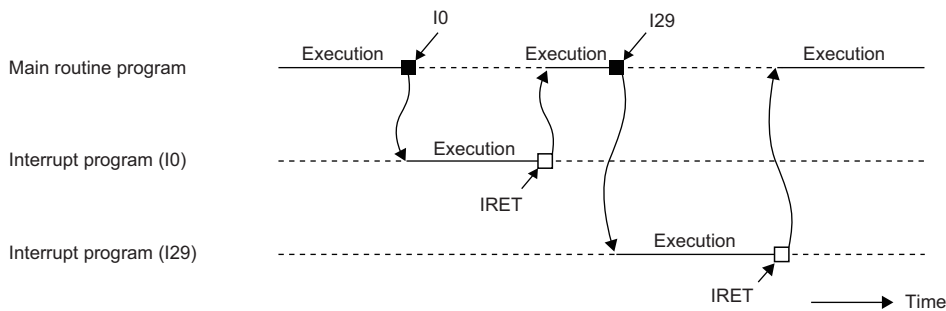 I0
I29
Execution
Execution
Execution
Main routine program
Execution
Interrupt program (I0)
IRET
Execution
Interrupt program (I29)
IRET
Time